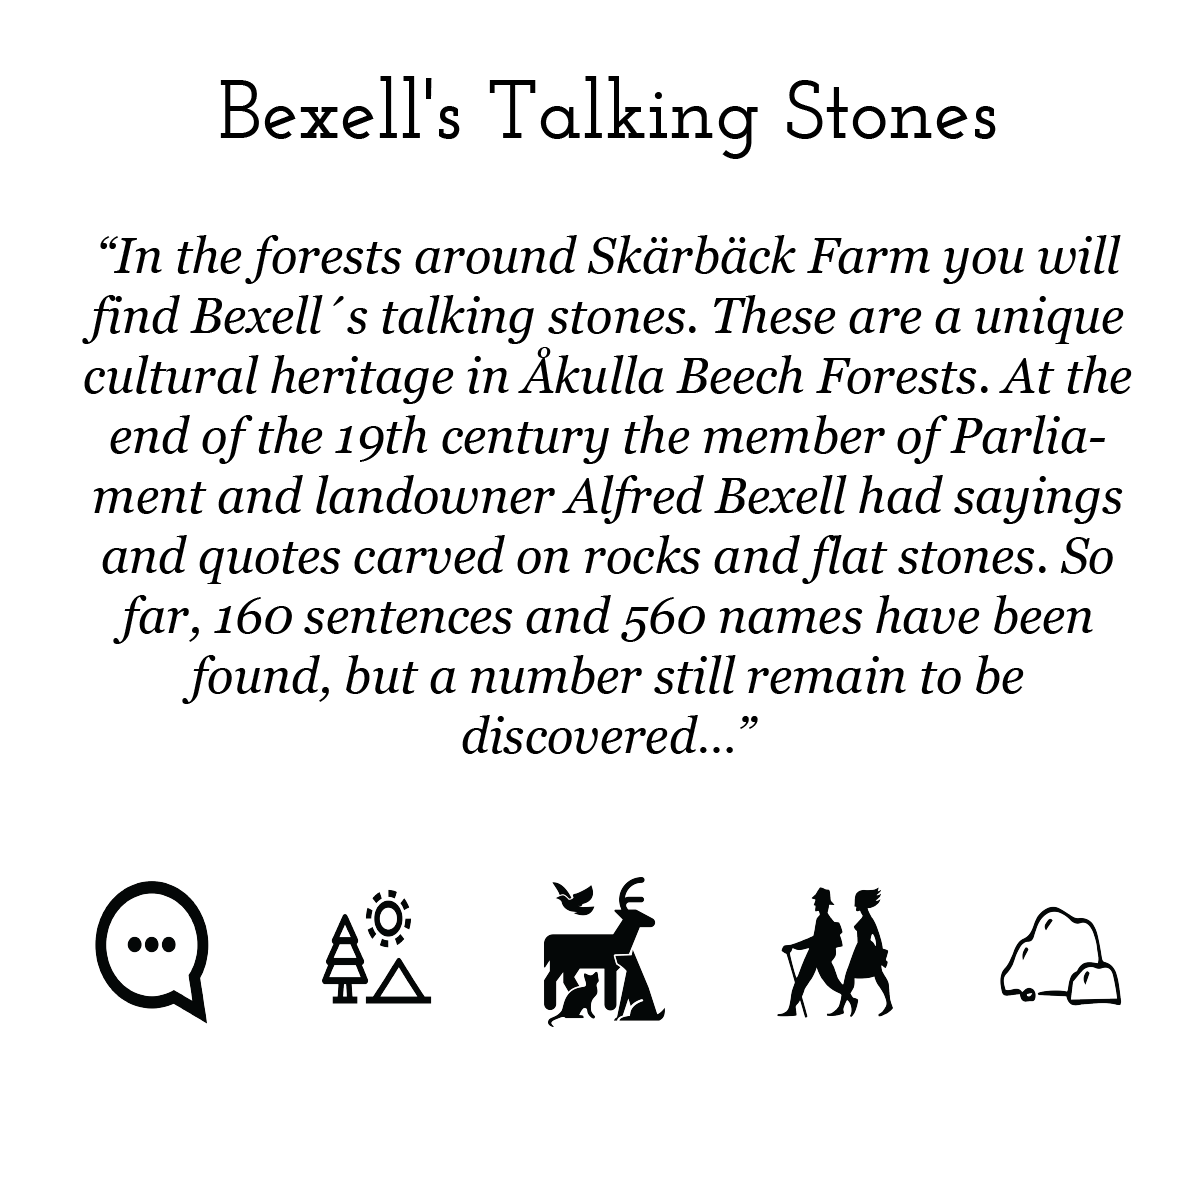 Bexell's Talking Stones
“In the forests around Skärbäck Farm you will
find Bexell´s talking stones. These are a unique
cultural heritage in Åkulla Beech Forests. At the
end of the 19th century the member of Parlia-
ment and landowner Alfred Bexell had sayings
and quotes carved on rocks and flat stones. So
far, 160 sentences and 560 names have been
found, but a number still remain to be
discovered...”